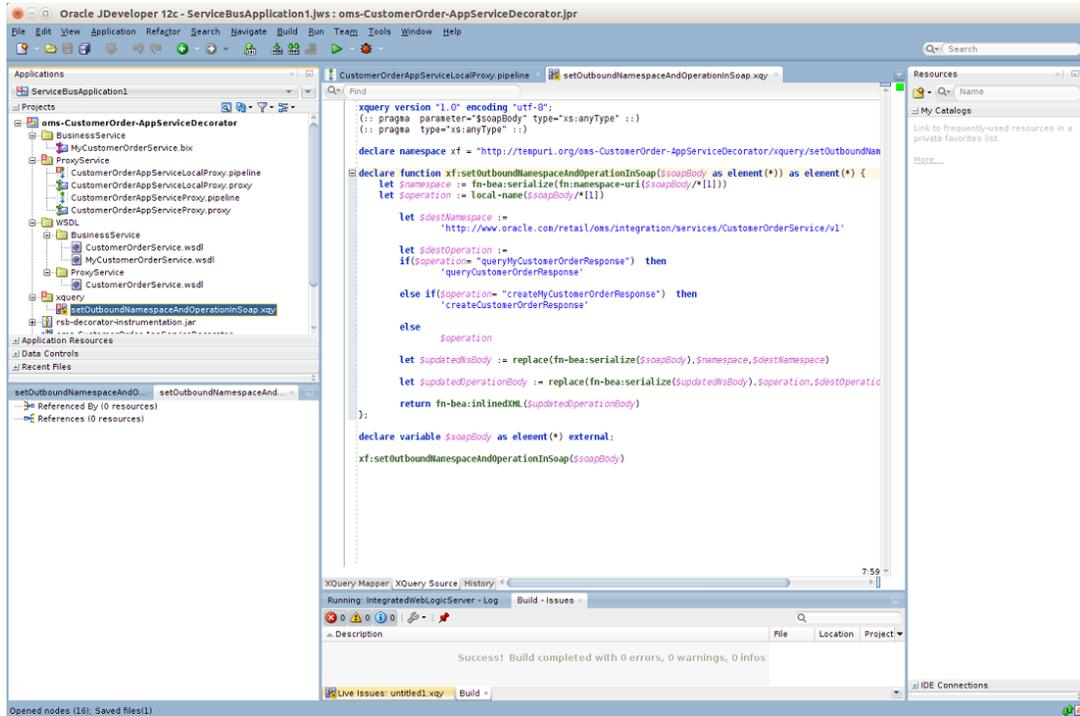 Oracle JDeveloper 12c - ServiceBusApplication1.jws : oms-CustomerOrder-AppServiceDecorator.jpr
File Edit View Application Refactor Search Navigate Build Run Team Tools Window Help
Search
Applications
ServiceBusApplication1
Projects
oms-CustomerOrder-AppServiceDecorator
BusinessService
MyCustomerOrderService.bix
ProxyService
CustomerOrderAppServiceLocalProxy.pipeline
CustomerOrderAppServiceLocalProxy.proxy
CustomerOrderAppServiceProxy.pipeline
CustomerOrderAppServiceProxy.proxy
WSDL
BusinessService
CustomerOrderService.wsdl
MyCustomerOrderService.wsdl
ProxyService
CustomerOrderService.wsdl
xquery
setOutboundNamespaceAndOperationInSoap.xqy
rsb-decorator-instrumentation.jar
Application Resources
Data Controls
Recent Files
setOutboundNamespaceAndO... setOutboundNamespaceAnd...
Referenced By (0 resources)
References (0 resources)
CustomerOrderAppServiceLocalProxy.pipeline setOutboundNamespaceAndOperationInSoap.xqy
Find
xquery version "1.0" encoding "utf-8";
(:: pragma parameter="$soapBody" type="xs:anyType" ::)
(:: pragma type="xs:anyType" ::)
declare namespace xf = "http://tempuri.org/oms-CustomerOrder-AppServiceDecorator/xquery/setOutboundNam
declare function xf:setOutboundNamespaceAndOperationInSoap($soapBody as element(*)) as element(*) {
let $namespace := fn-bea:serialize(fn:namespace-uri($soapBody/*[1]))
let $operation := local-name($soapBody/*[1])
let $destNamespace :=
'http://www.oracle.com/retail/oms/integration/services/CustomerOrderService/v1'
let $destOperation :=
if($operation= "queryMyCustomerOrderResponse") then
'queryCustomerOrderResponse'
else if($operation= "createMyCustomerOrderResponse") then
'createCustomerOrderResponse'
else
$operation
let $updatedNsBody := replace(fn-bea:serialize($soapBody),$namespace,$destNamespace)
let $updatedOperationBody := replace(fn-bea:serialize($updatedNsBody),$operation,$destOperatio
return fn-bea:inlinedXML($updatedOperationBody)
};
declare variable $soapBody as element(*) external;
xf:setOutboundNamespaceAndOperationInSoap($soapBody)
7:59
XQuery Mapper XQuery Source History
Running: IntegratedWebLogicServer - Log Build - Issues
0 0 0
Description File Location Project
Success! Build completed with 0 errors, 0 warnings, 0 infos
Live Issues: untitled1.xqy Build
Resources
Name
My Catalogs
Link to frequently-used resources in a
private favorites list.
More...
IDE Connections
Opened nodes (16); Saved files(1)